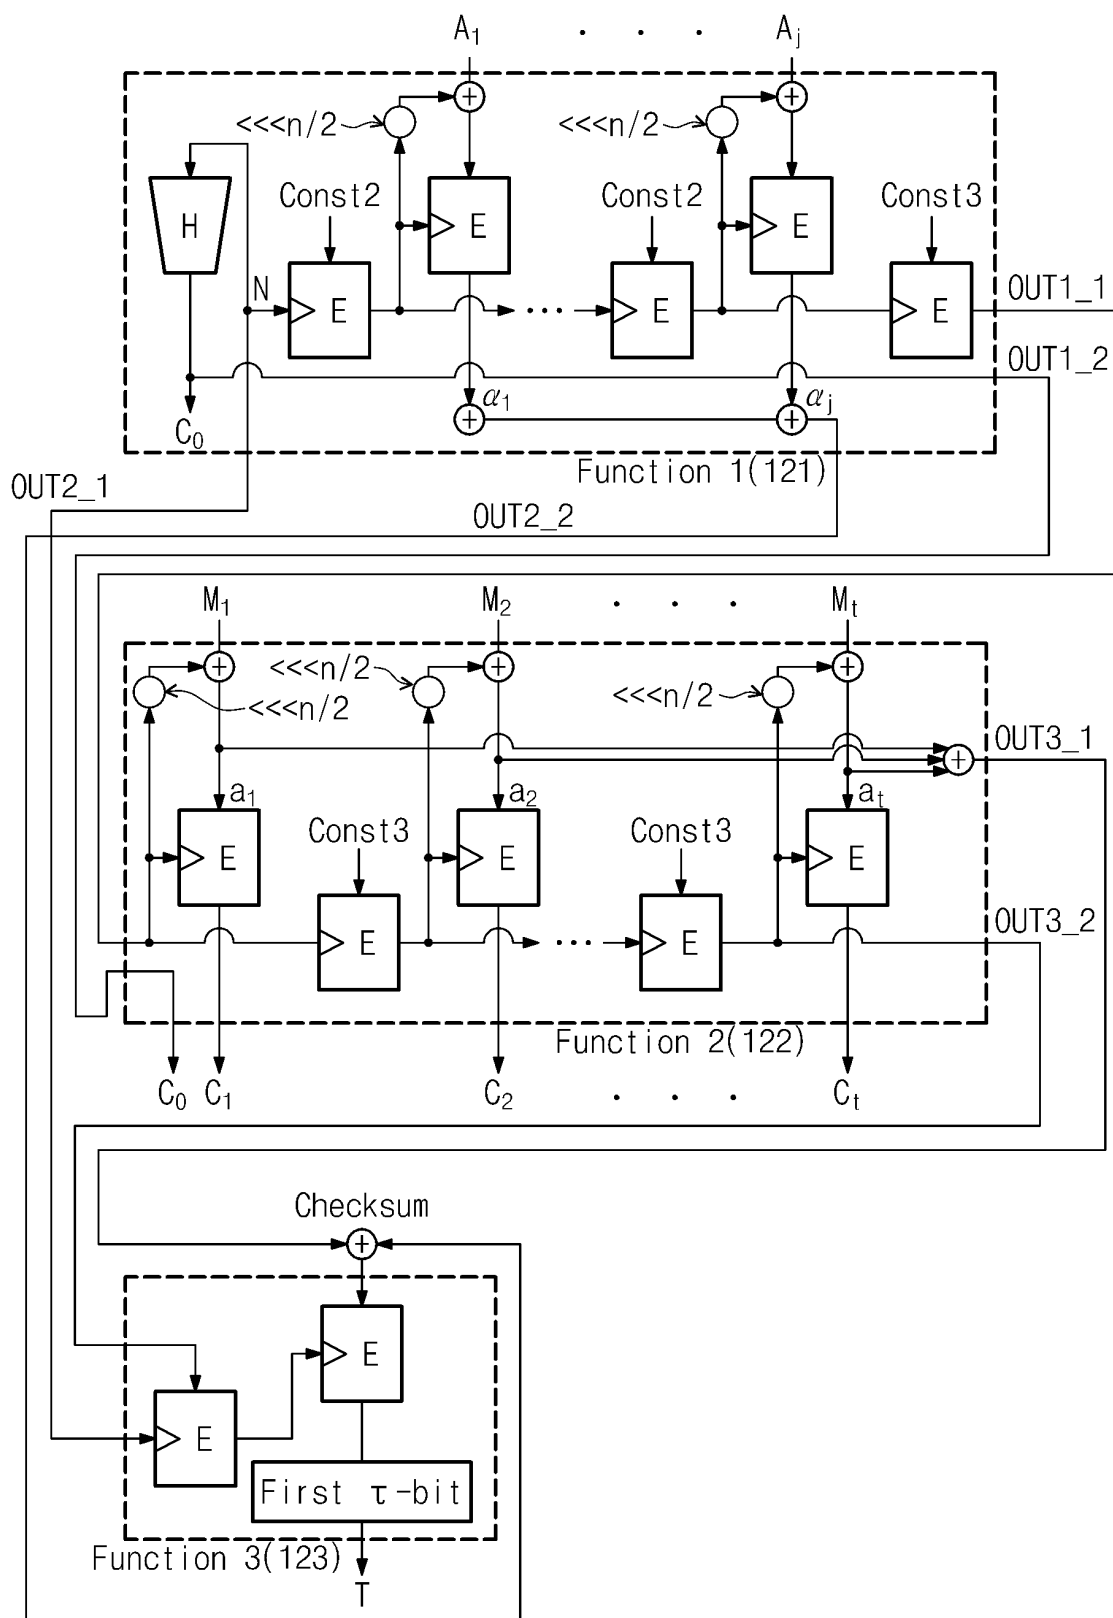 A1 · · · Aj
<<<n/2 + <<<n/2 +
Const2 Const2 Const3
H E E
N E ··· E E OUT1_1
OUT1_2
α1 αj
C0 + +
Function 1(121)
OUT2_1
OUT2_2
M1 M2 · · · Mt
<<<n/2 + <<<n/2 + <<<n/2 +
OUT3_1
+
a1 a2 at
Const3 Const3
E E E
E ··· E OUT3_2
Function 2(122)
C0 C1 C2 · · · Ct
Checksum
+
E
E
First τ-bit
Function 3(123)
T